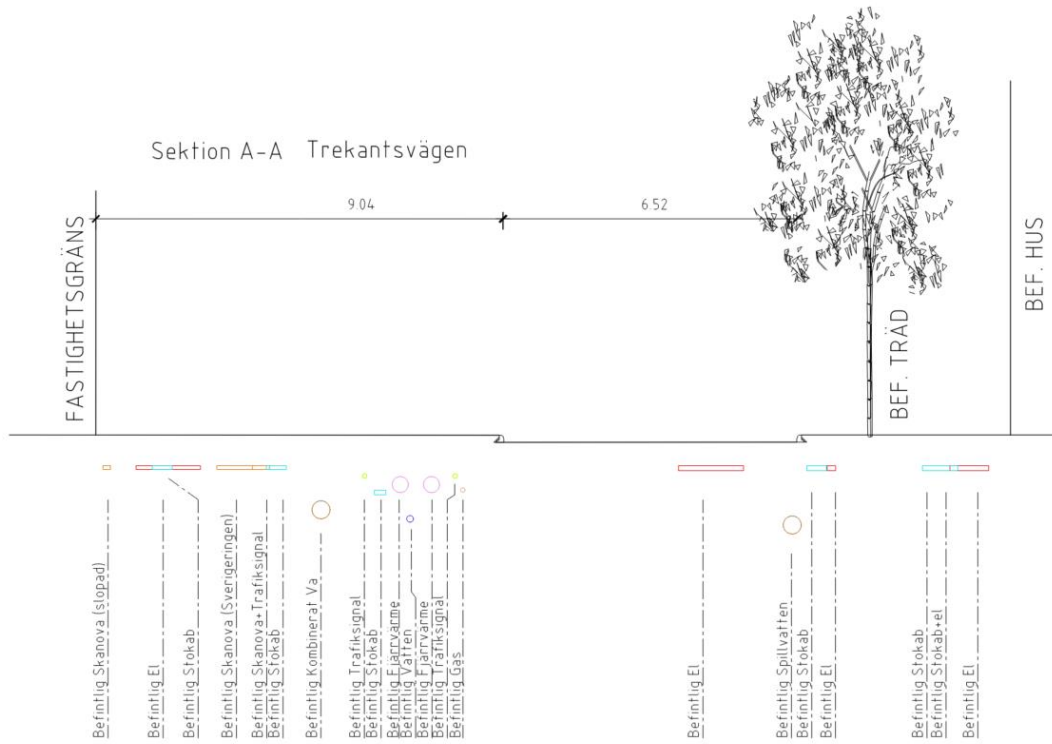 Sektion A-A Trekantsvägen
9.04
6.52
FASTIGHETSGRÄNS
BEF. TRÄD
BEF. HUS
Befintlig Skanova (slopad)
Befintlig El
Befintlig Stokab
Befintlig Skanova (Sverigeringen)
Befintlig Skanova+Trafiksignal
Befintlig Stokab
Befintlig Kombinerat Va
Befintlig Trafiksignal
Befintlig Stokab
Befintlig Fjärrvärme
Befintlig Vatten
Befintlig Fjärrvärme
Befintlig Trafiksignal
Befintlig Gas
Befintlig El
Befintlig Spillvatten
Befintlig Stokab
Befintlig El
Befintlig Stokab
Befintlig Stokab+el
Befintlig El